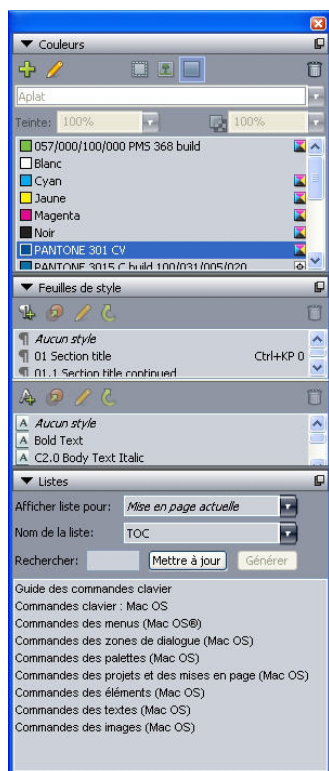 Couleurs
Aplat
Teinte: 100% 100%
057/000/100/000 PMS 368 build
Blanc
Cyan
Jaune
Magenta
Noir
PANTONE 301 CV
PANTONE 3015 C build 100/031/005/020
Feuilles de style
Aucun style
01 Section title Ctrl+KP 0
01.1 Section title continued
Aucun style
Bold Text
C2.0 Body Text Italic
Listes
Afficher liste pour: Mise en page actuelle
Nom de la liste: TOC
Rechercher: Mettre à jour Générer
Guide des commandes clavier
Commandes clavier : Mac OS
Commandes des menus (Mac OS®)
Commandes des zones de dialogue (Mac OS)
Commandes des palettes (Mac OS)
Commandes des projets et des mises en page (Mac OS)
Commandes des éléments (Mac OS)
Commandes des textes (Mac OS)
Commandes des images (Mac OS)